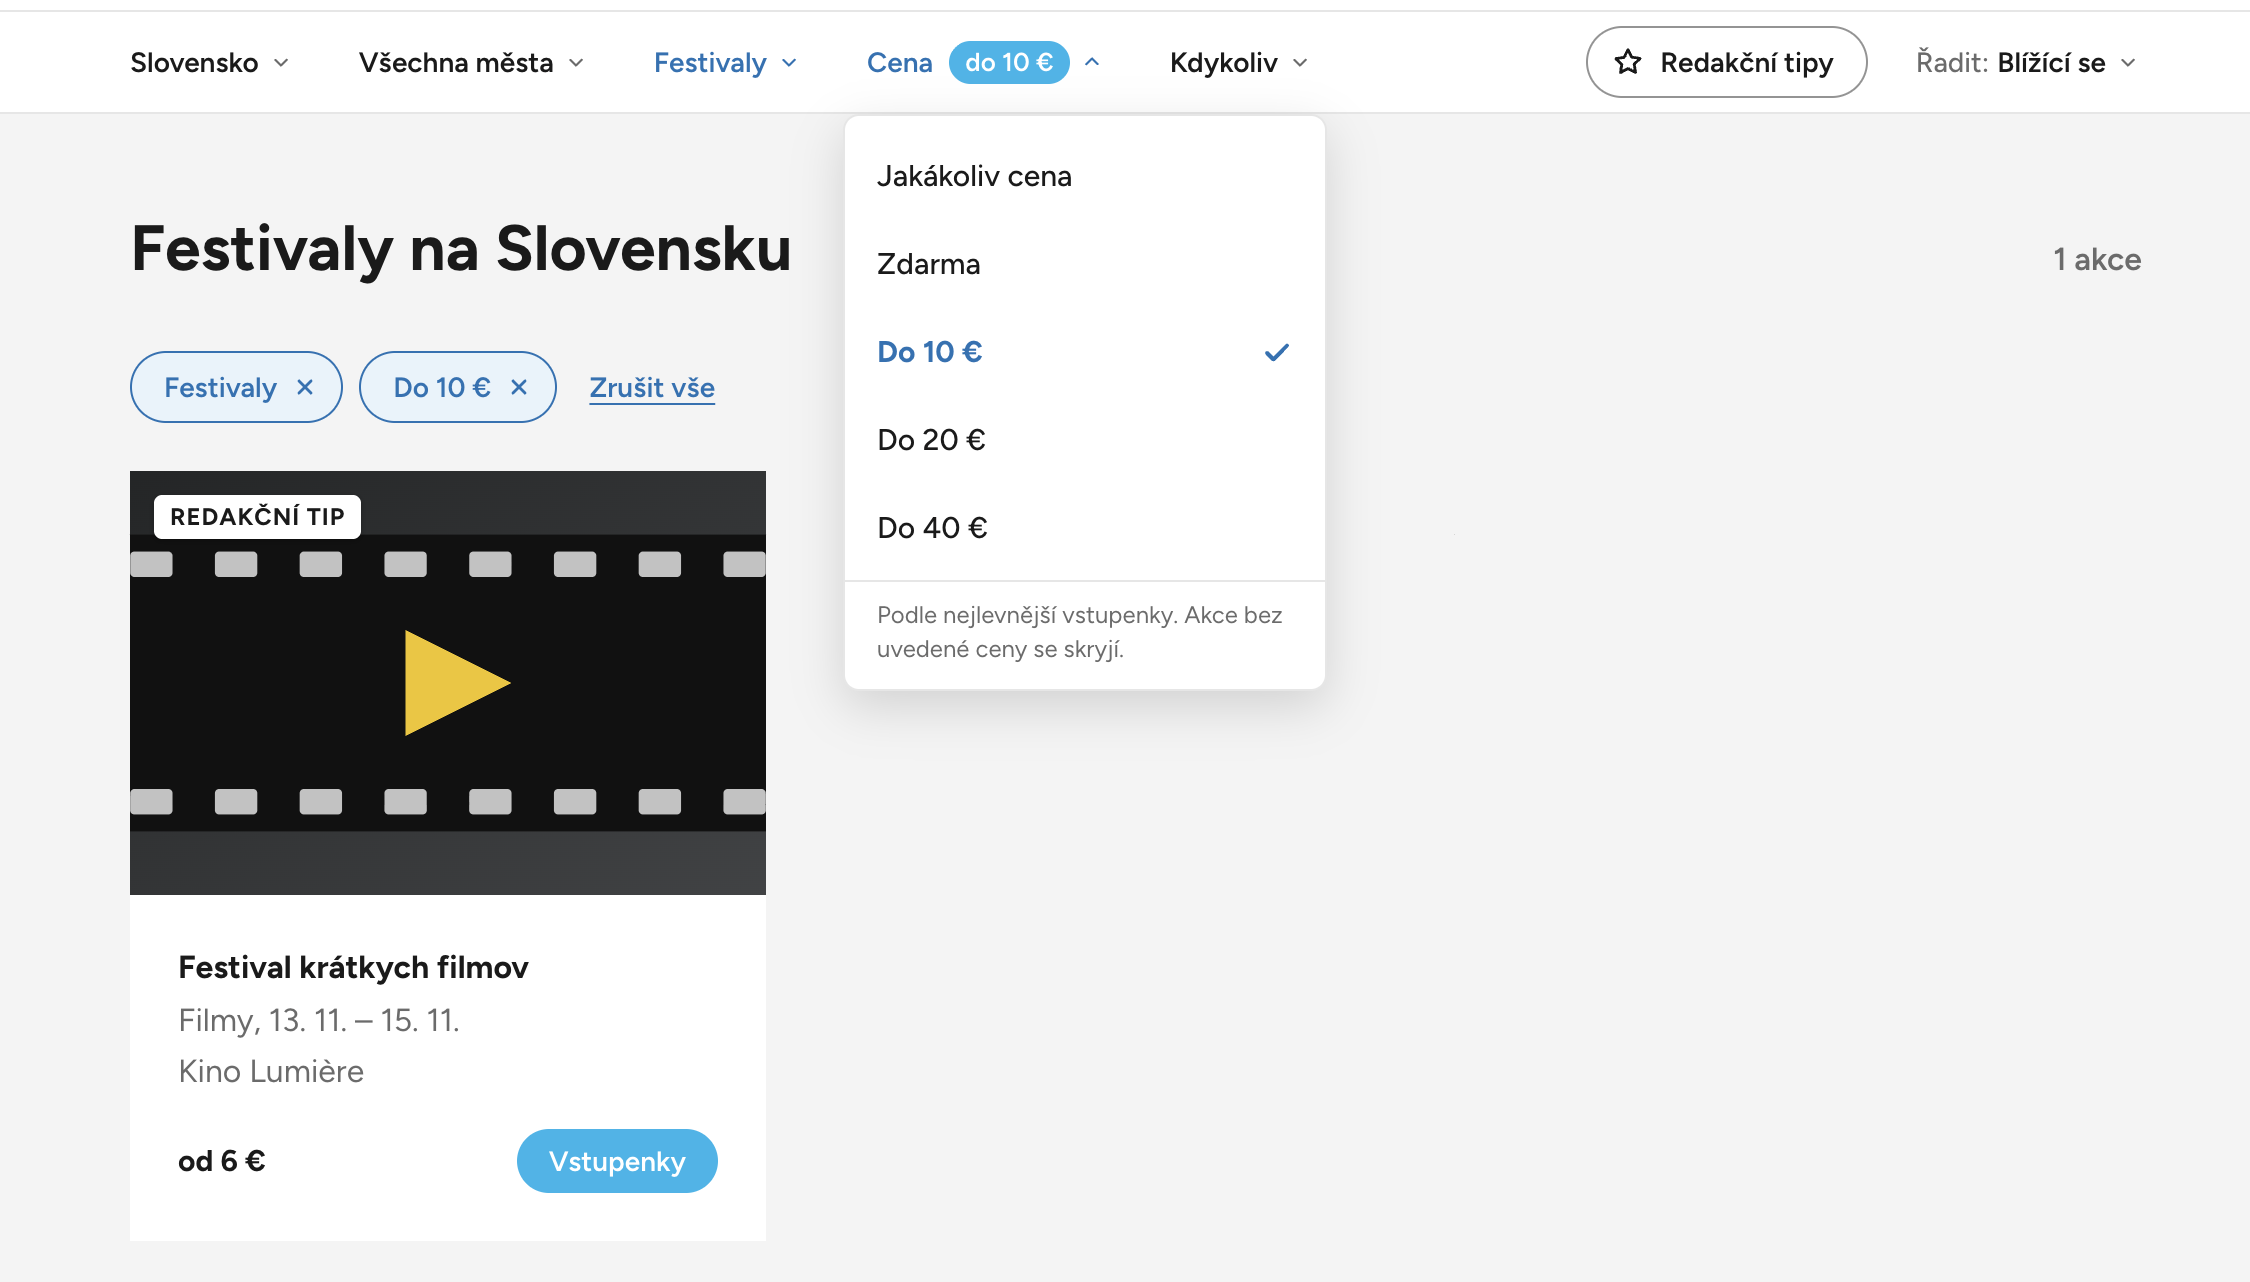 Slovensko
Všechna města
Festivaly
Cena do 10 €
Kdykoliv
Redakční tipy
Řadit: Blížící se
Jakákoliv cena
Zdarma
Do 10 €
Do 20 €
Do 40 €
Podle nejlevnější vstupenky. Akce bez
uvedené ceny se skryjí.
Festivaly na Slovensku
1 akce
Festivaly
Do 10 €
Zrušit vše
REDAKČNÍ TIP
Festival krátkych filmov
Filmy, 13. 11. – 15. 11.
Kino Lumière
od 6 €
Vstupenky